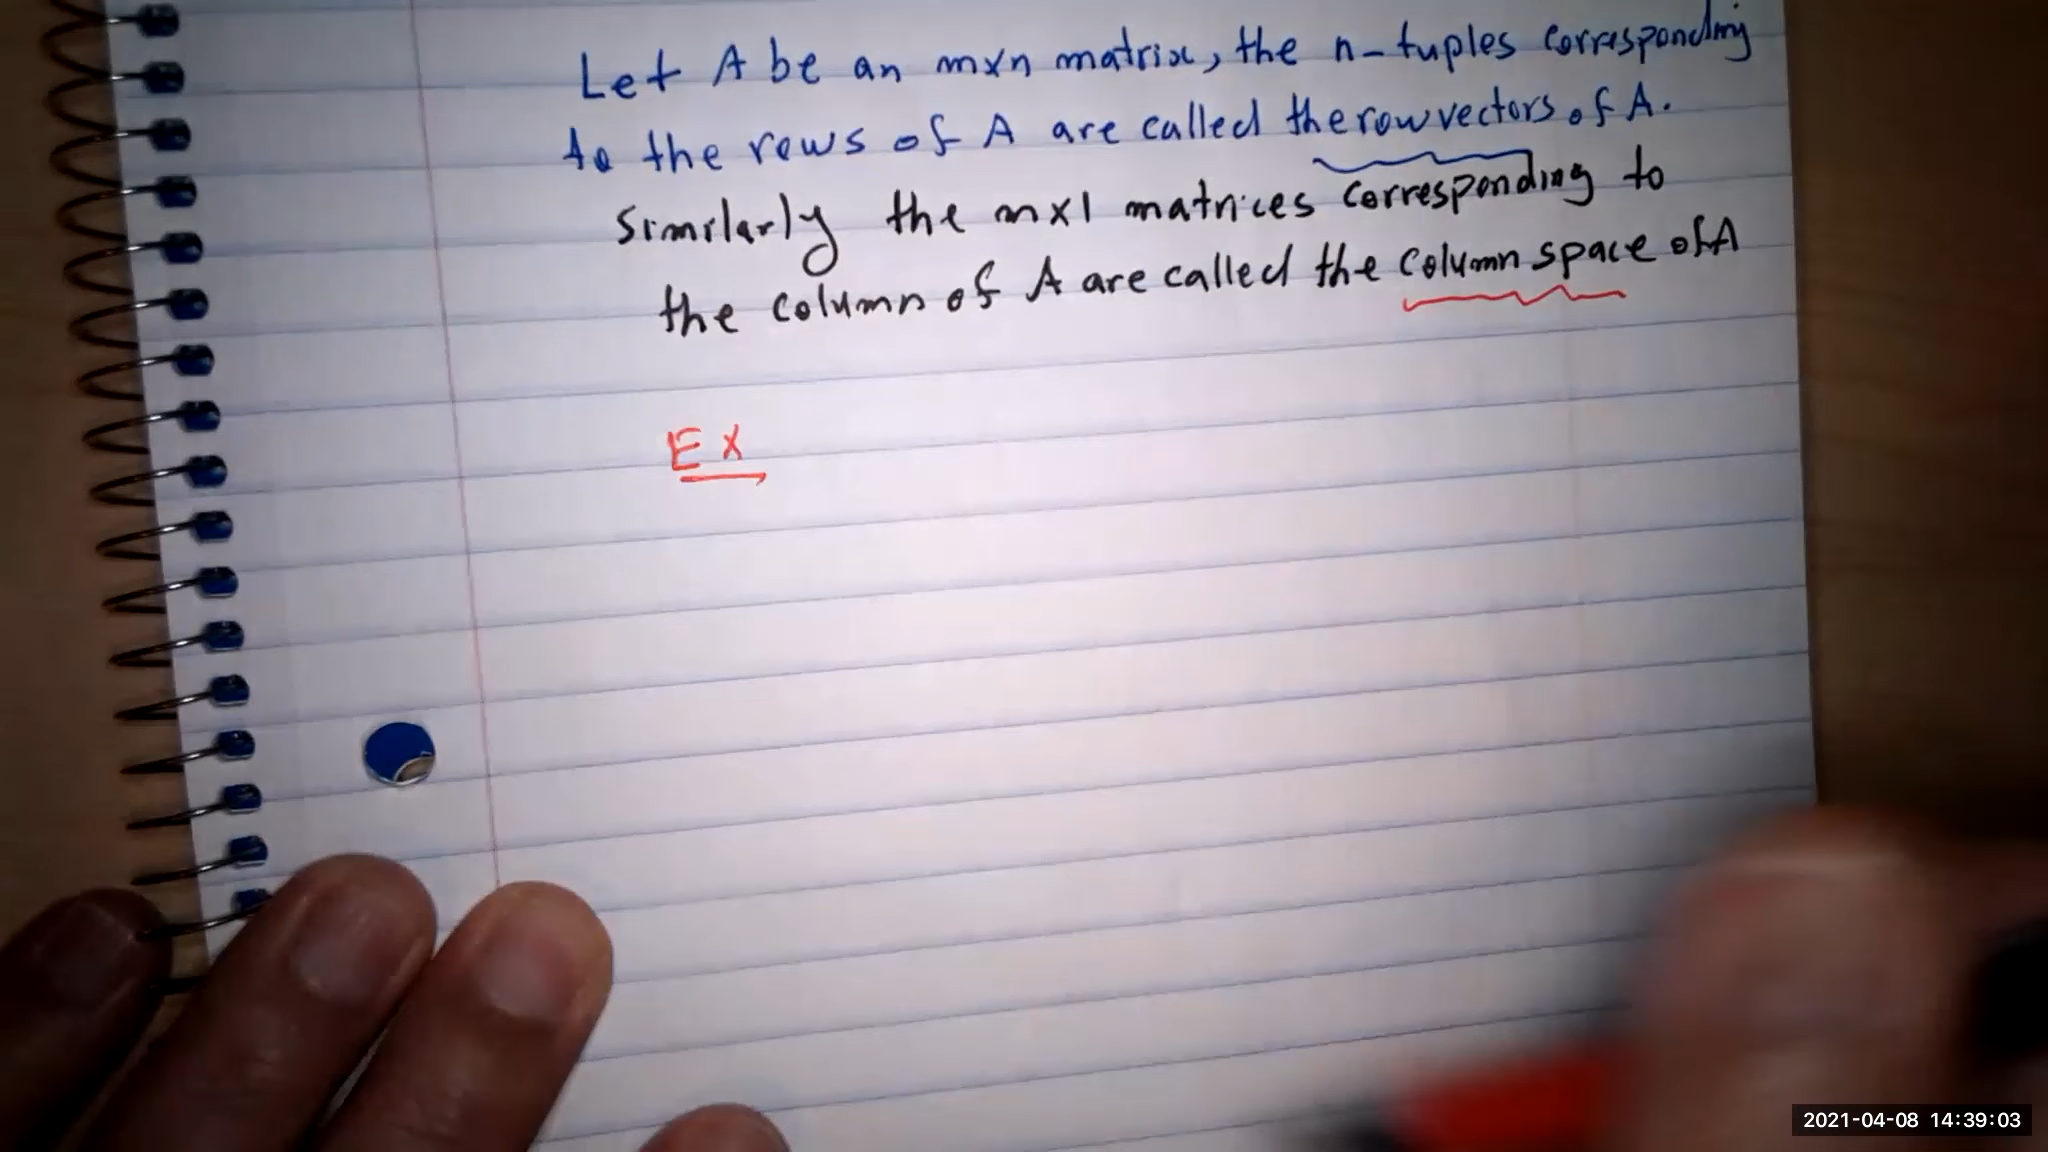 Let A be an mxn matrix, the n-tuples corresponding
to the rows of A are called the row vectors of A.
Similarly the mx1 matrices corresponding to
the column of A are called the column space of A
EX
2021-04-08 14:39:03